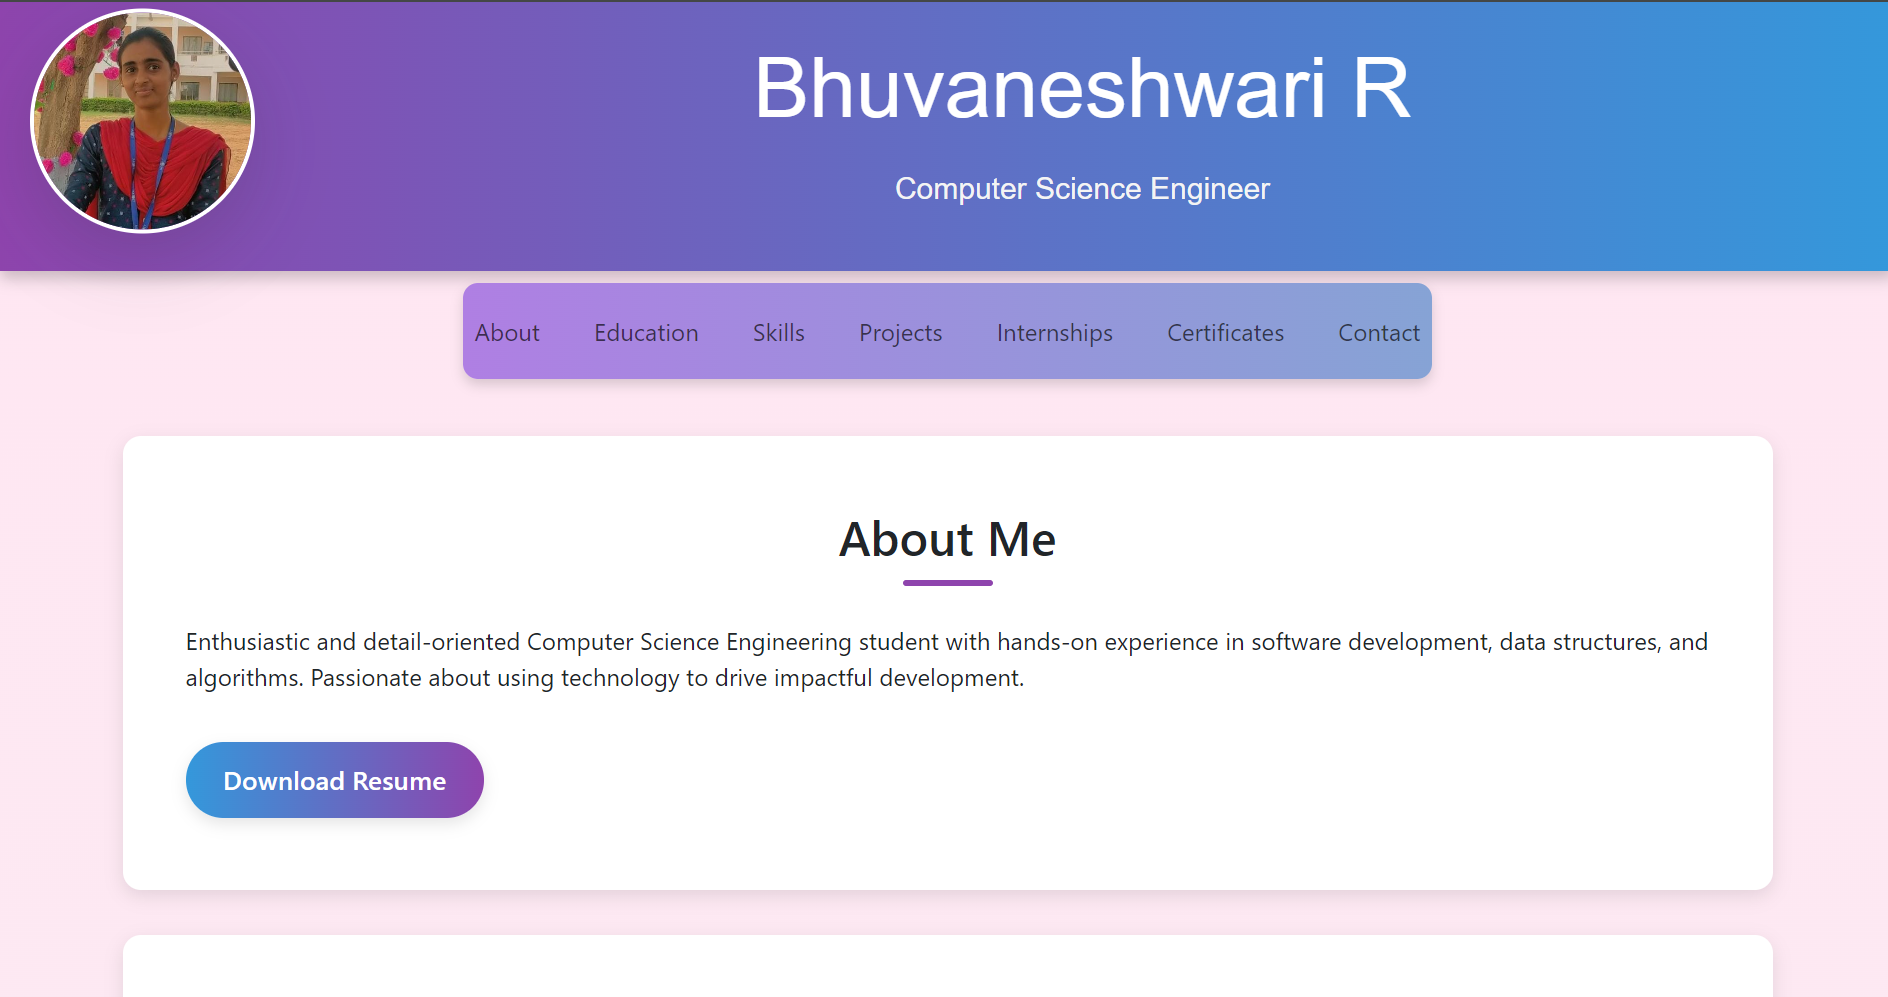 Bhuvaneshwari R
Computer Science Engineer
About Education Skills Projects Internships Certificates Contact
About Me
Enthusiastic and detail-oriented Computer Science Engineering student with hands-on experience in software development, data structures, and
algorithms. Passionate about using technology to drive impactful development.
Download Resume